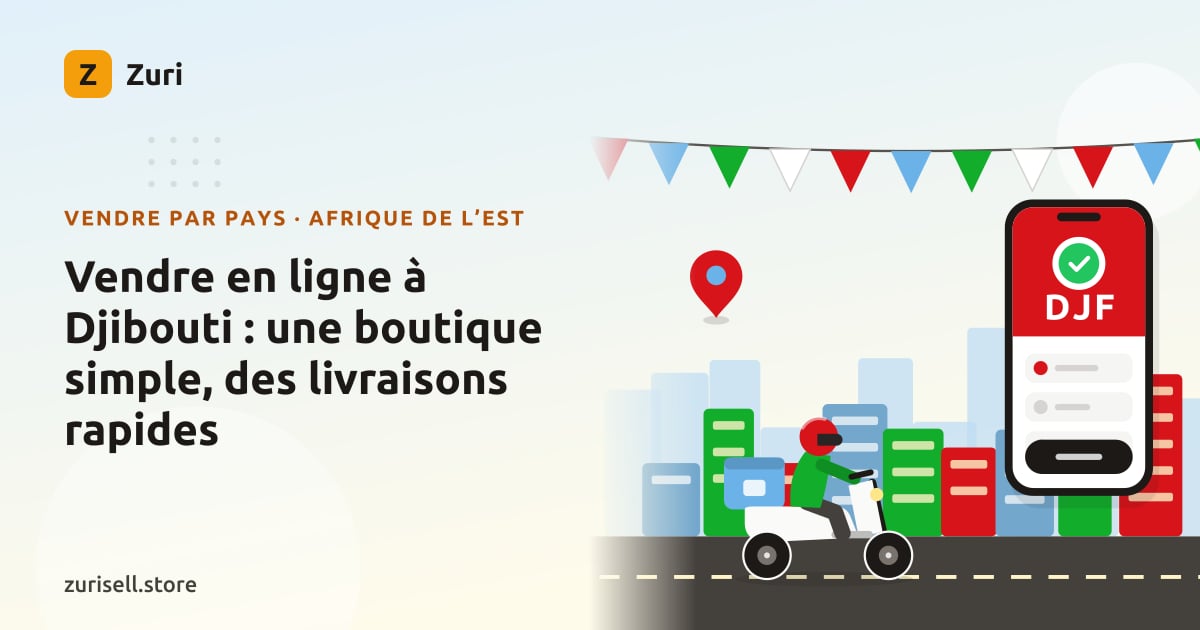 Z Zuri
VENDRE PAR PAYS · AFRIQUE DE L’EST
Vendre en ligne à
Djibouti : une boutique
simple, des livraisons
rapides
DJF
zurisell.store